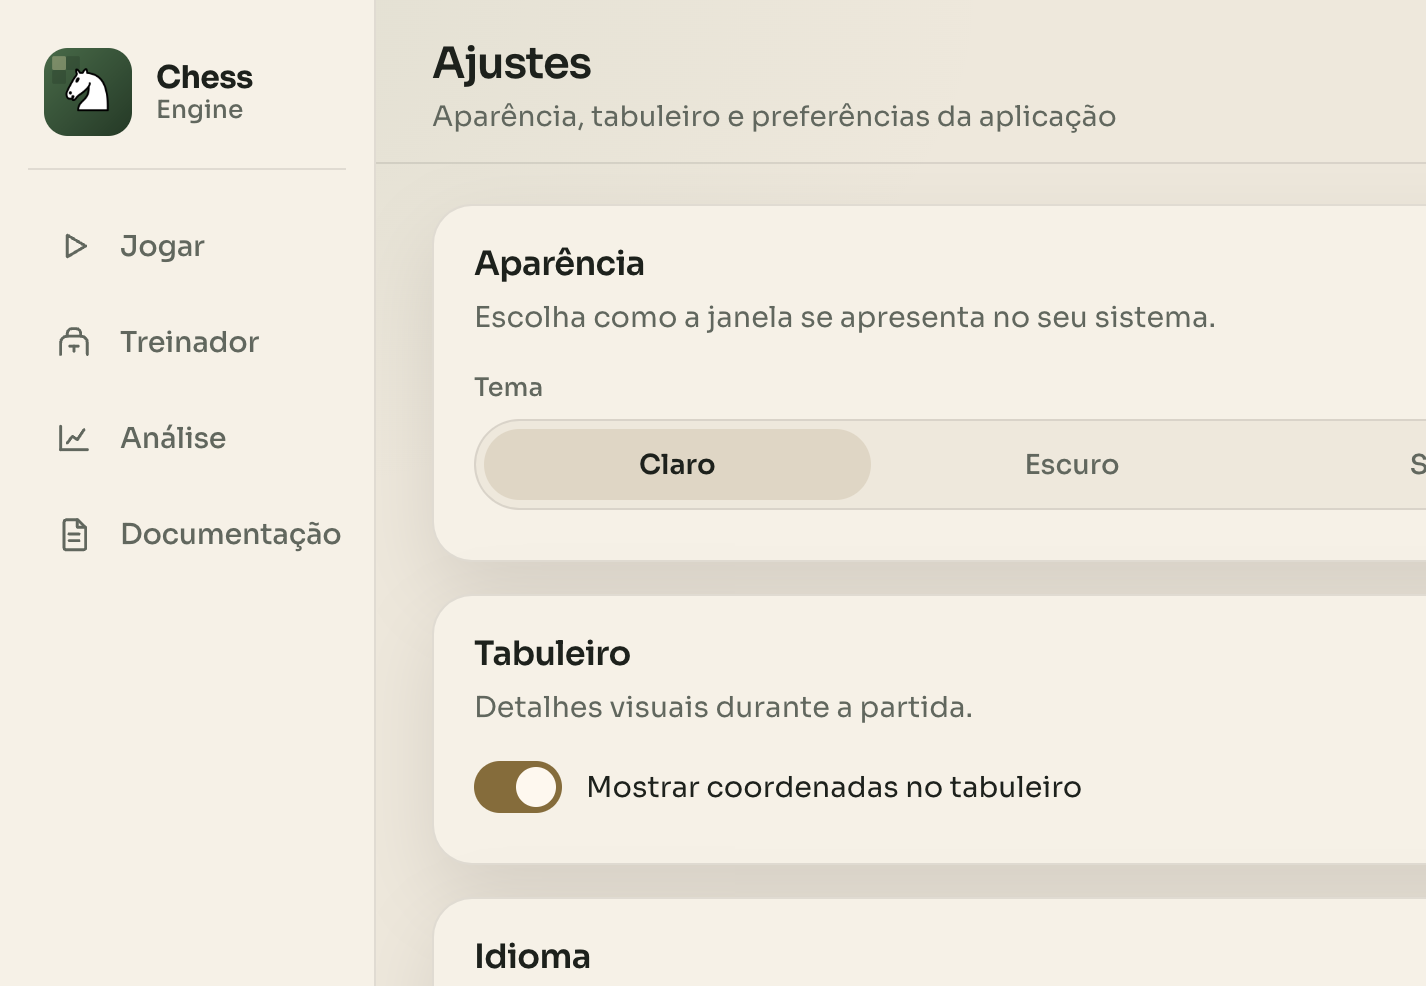 Chess
Engine
Jogar
Treinador
Análise
Documentação
Ajustes
Aparência, tabuleiro e preferências da aplicação
Aparência
Escolha como a janela se apresenta no seu sistema.
Tema
Claro
Escuro
Tabuleiro
Detalhes visuais durante a partida.
Mostrar coordenadas no tabuleiro
Idioma